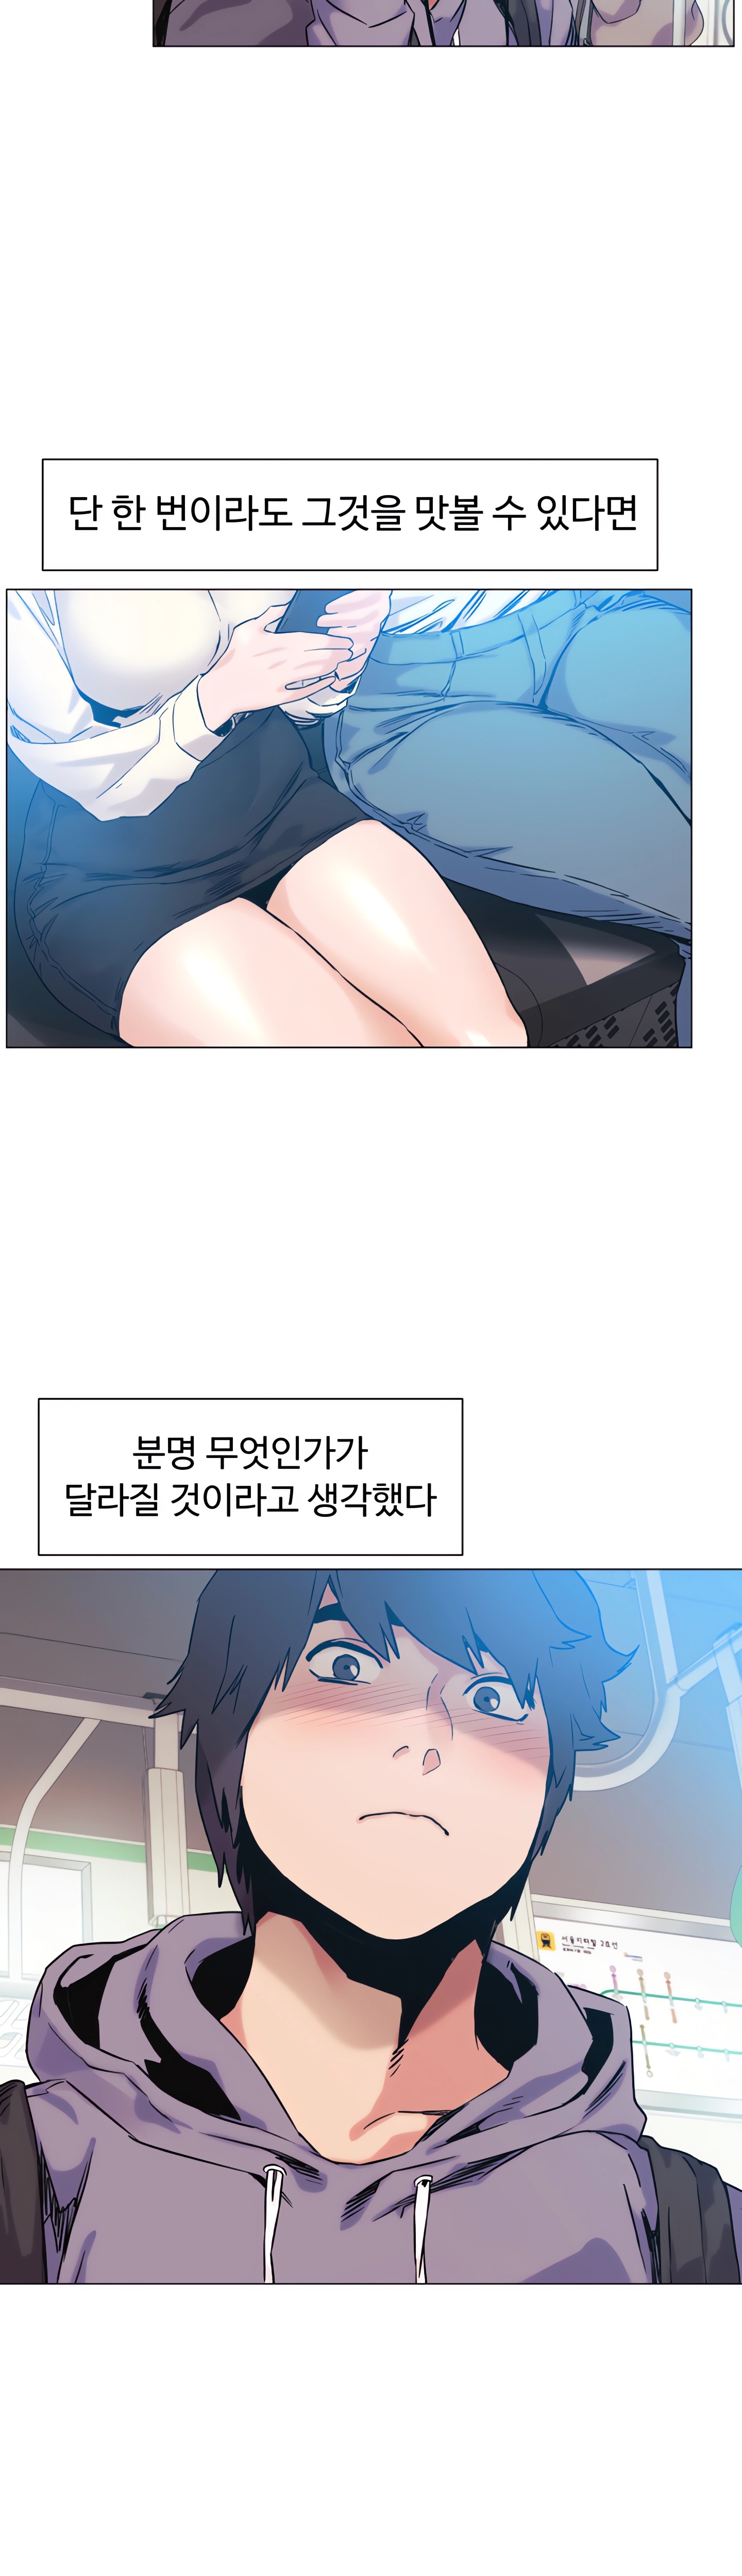 단 한 번이라도 그것을 맛볼 수 있다면
분명 무엇인가가
달라질 것이라고 생각했다